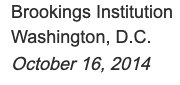 Brookings Institution
Washington, D.C.
October 16, 2014